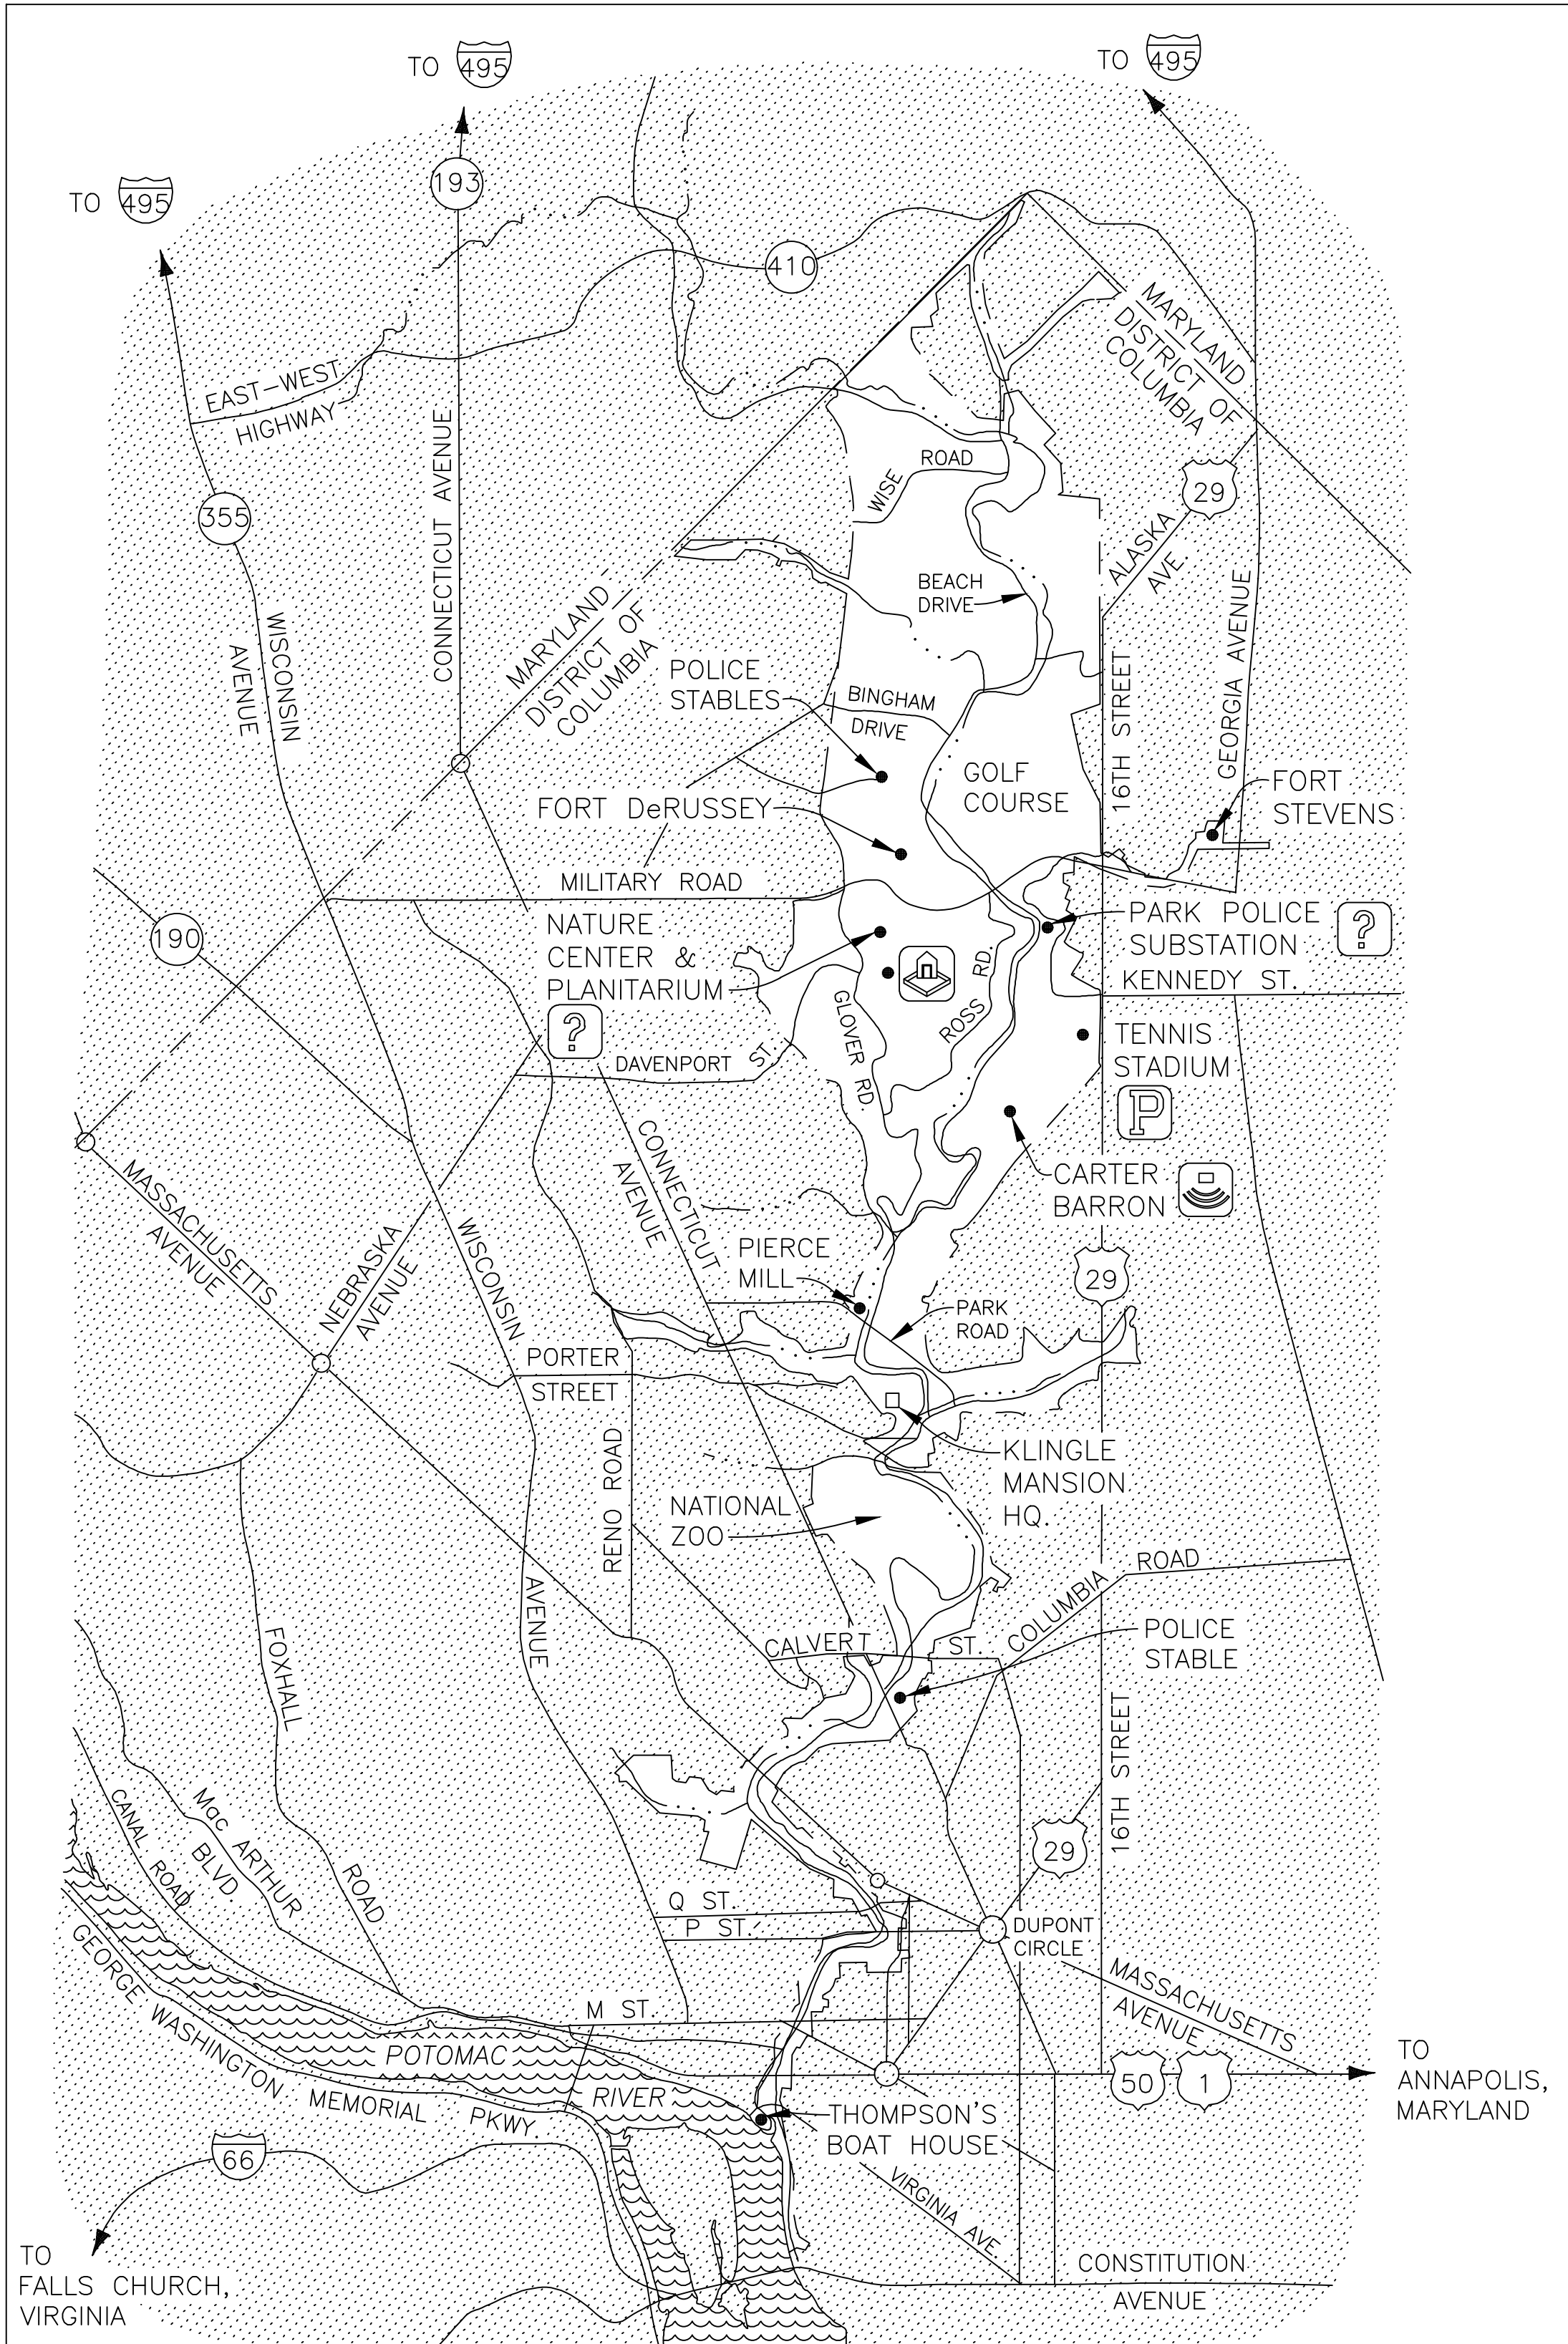 TO 495
TO 495
TO 495
193
410
EAST-WEST
HIGHWAY
CONNECTICUT AVENUE
355
WISCONSIN
AVENUE
MARYLAND
DISTRICT OF
COLUMBIA
MARYLAND
DISTRICT OF
COLUMBIA
WISE ROAD
29
ALASKA
AVE
BEACH
DRIVE
GEORGIA AVENUE
16TH STREET
POLICE
STABLES
BINGHAM
DRIVE
GOLF
COURSE
FORT
STEVENS
FORT DeRUSSEY
MILITARY ROAD
190
NATURE
CENTER &
PLANITARIUM
?
PARK POLICE
SUBSTATION
?
KENNEDY ST.
ROSS RD.
GLOVER RD.
DAVENPORT ST.
TENNIS
STADIUM
P
CARTER
BARRON
CONNECTICUT
AVENUE
MASSACHUSETTS
AVENUE
NEBRASKA
AVENUE
WISCONSIN
PIERCE
MILL
29
PARK
ROAD
PORTER
STREET
RENO ROAD
KLINGLE
MANSION
HQ.
NATIONAL
ZOO
AVENUE
COLUMBIA ROAD
CALVERT ST.
POLICE
STABLE
FOXHALL
ROAD
16TH STREET
CANAL
ROAD
Mac ARTHUR
BLVD
29
Q ST.
P ST.
DUPONT
CIRCLE
MASSACHUSETTS
AVENUE
M ST.
GEORGE WASHINGTON MEMORIAL PKWY.
POTOMAC
RIVER
50
1
TO
ANNAPOLIS,
MARYLAND
THOMPSON'S
BOAT HOUSE
66
VIRGINIA AVE
TO
FALLS CHURCH,
VIRGINIA
CONSTITUTION
AVENUE